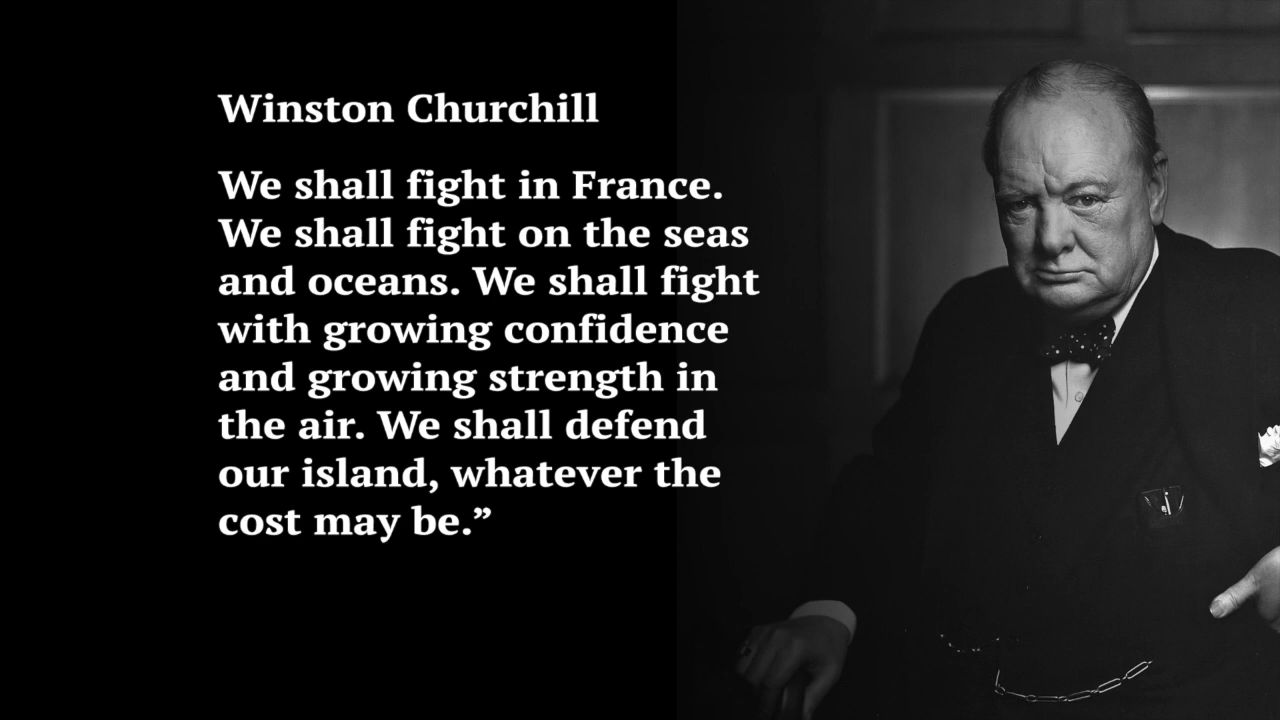 Winston Churchill
We shall fight in France.
We shall fight on the seas
and oceans. We shall fight
with growing confidence
and growing strength in
the air. We shall defend
our island, whatever the
cost may be.”